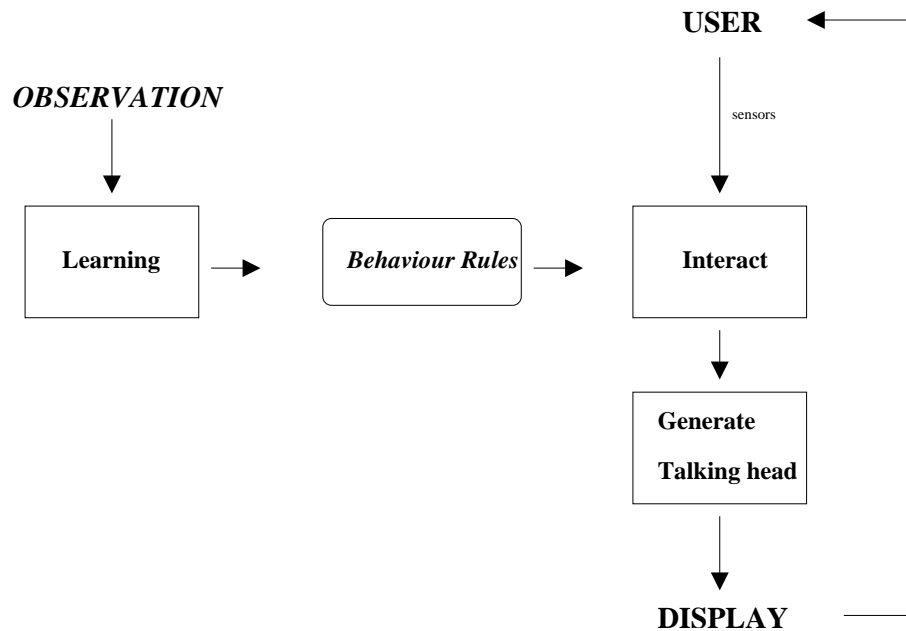 USER
OBSERVATION
sensors
Learning
Behaviour Rules
Interact
Generate
Talking head
DISPLAY